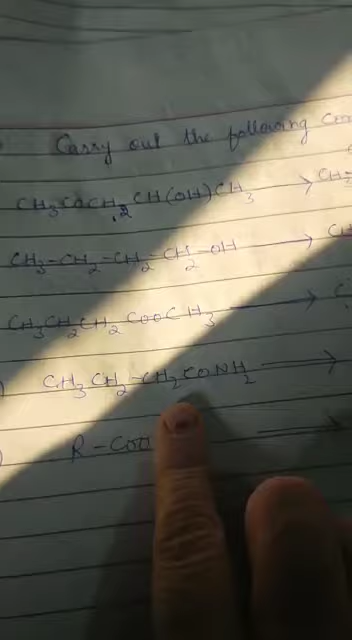 Carry out the following
CH3COCH2CH(OH)CH3 →
CH3-CH2-CH2-CH2-OH →
CH3CH2CH2COOCH3 →
CH3CH2-CH2CONH2 →
R-COO →